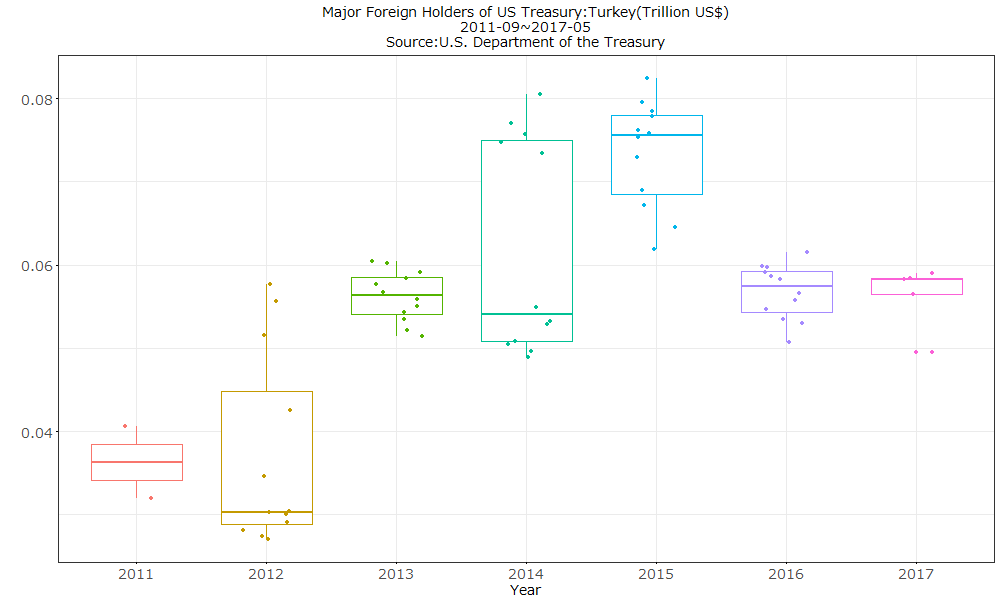 Major Foreign Holders of US Treasury:Turkey(Trillion US$)
2011-09~2017-05
Source:U.S. Department of the Treasury
0.08
0.06
0.04
2011 2012 2013 2014 2015 2016 2017
Year